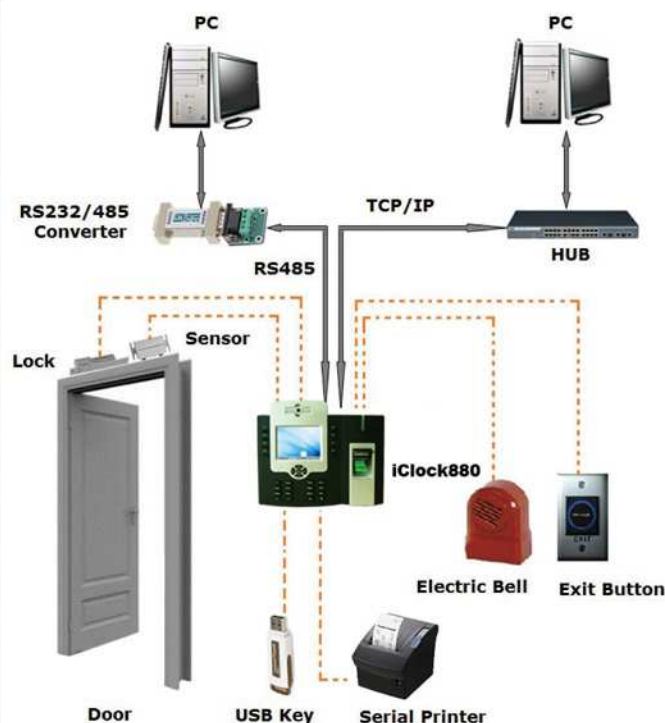 PC
PC
RS232/485
Converter
TCP/IP
HUB
RS485
Sensor
Lock
iClock880
EXIT
Electric Bell
Exit Button
Door
USB Key
Serial Printer